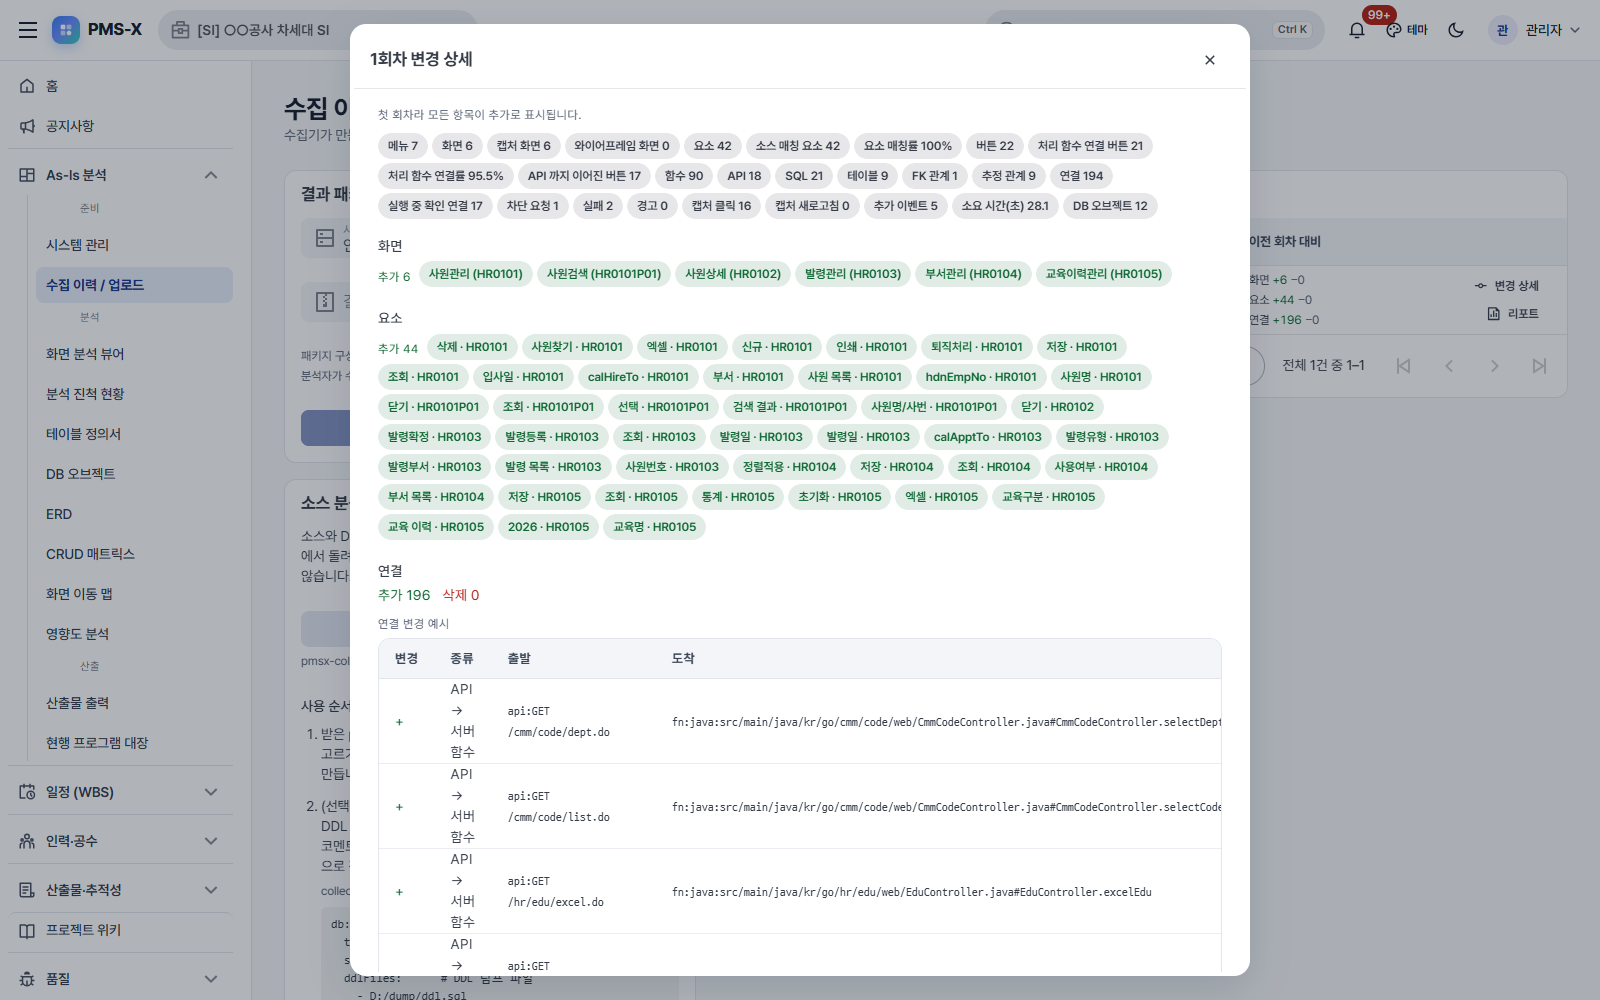 PMS-X
[SI] 〇〇공사 차세대 SI
Ctrl K
99+
테마
관
관리자
홈
공지사항
As-Is 분석
준비
시스템 관리
수집 이력 / 업로드
분석
화면 분석 뷰어
분석 진척 현황
테이블 정의서
DB 오브젝트
ERD
CRUD 매트릭스
화면 이동 맵
영향도 분석
산출
산출물 출력
현행 프로그램 대장
일정 (WBS)
인력·공수
산출물·추적성
프로젝트 위키
품질
수집 이
수집기가 만든
결과 패
패키지 구성
분석자가 수
소스 분
소스와 D
에서 돌려
않습니다
pmsx-col
사용 순서
1. 받은
고르기
만듭니
2. (선택
DDL
코멘트
으로
collec
db:
ddlFiles: # DDL 덤프 파일
- D:/dump/ddl.sql
1회차 변경 상세
첫 회차라 모든 항목이 추가로 표시됩니다.
메뉴 7 화면 6 캡처 화면 6 와이어프레임 화면 0 요소 42 소스 매칭 요소 42 요소 매칭률 100% 버튼 22 처리 함수 연결 버튼 21
처리 함수 연결률 95.5% API 까지 이어진 버튼 17 함수 90 API 18 SQL 21 테이블 9 FK 관계 1 추정 관계 9 연결 194
실행 중 확인 연결 17 차단 요청 1 실패 2 경고 0 캡처 클릭 16 캡처 새로고침 0 추가 이벤트 5 소요 시간(초) 28.1 DB 오브젝트 12
화면
추가 6 사원관리 (HR0101) 사원검색 (HR0101P01) 사원상세 (HR0102) 발령관리 (HR0103) 부서관리 (HR0104) 교육이력관리 (HR0105)
요소
추가 44 삭제 · HR0101 사원찾기 · HR0101 엑셀 · HR0101 신규 · HR0101 인쇄 · HR0101 퇴직처리 · HR0101 저장 · HR0101
조회 · HR0101 입사일 · HR0101 calHireTo · HR0101 부서 · HR0101 사원 목록 · HR0101 hdnEmpNo · HR0101 사원명 · HR0101
닫기 · HR0101P01 조회 · HR0101P01 선택 · HR0101P01 검색 결과 · HR0101P01 사원명/사번 · HR0101P01 닫기 · HR0102
발령확정 · HR0103 발령등록 · HR0103 조회 · HR0103 발령일 · HR0103 발령일 · HR0103 calApptTo · HR0103 발령유형 · HR0103
발령부서 · HR0103 발령 목록 · HR0103 사원번호 · HR0103 정렬적용 · HR0104 저장 · HR0104 조회 · HR0104 사용여부 · HR0104
부서 목록 · HR0104 저장 · HR0105 조회 · HR0105 통계 · HR0105 초기화 · HR0105 엑셀 · HR0105 교육구분 · HR0105
교육 이력 · HR0105 2026 · HR0105 교육명 · HR0105
연결
추가 196 삭제 0
연결 변경 예시
변경 종류 출발 도착
+ API → 서버 함수 api:GET /cmm/code/dept.do fn:java:src/main/java/kr/go/cmm/code/web/CmmCodeController.java#CmmCodeController.selectDept
+ API → 서버 함수 api:GET /cmm/code/list.do fn:java:src/main/java/kr/go/cmm/code/web/CmmCodeController.java#CmmCodeController.selectCode
+ API → 서버 함수 api:GET /hr/edu/excel.do fn:java:src/main/java/kr/go/hr/edu/web/EduController.java#EduController.excelEdu
API → api:GET
이전 회차 대비
화면 +6 −0
요소 +44 −0
연결 +196 −0
변경 상세
리포트
전체 1건 중 1–1